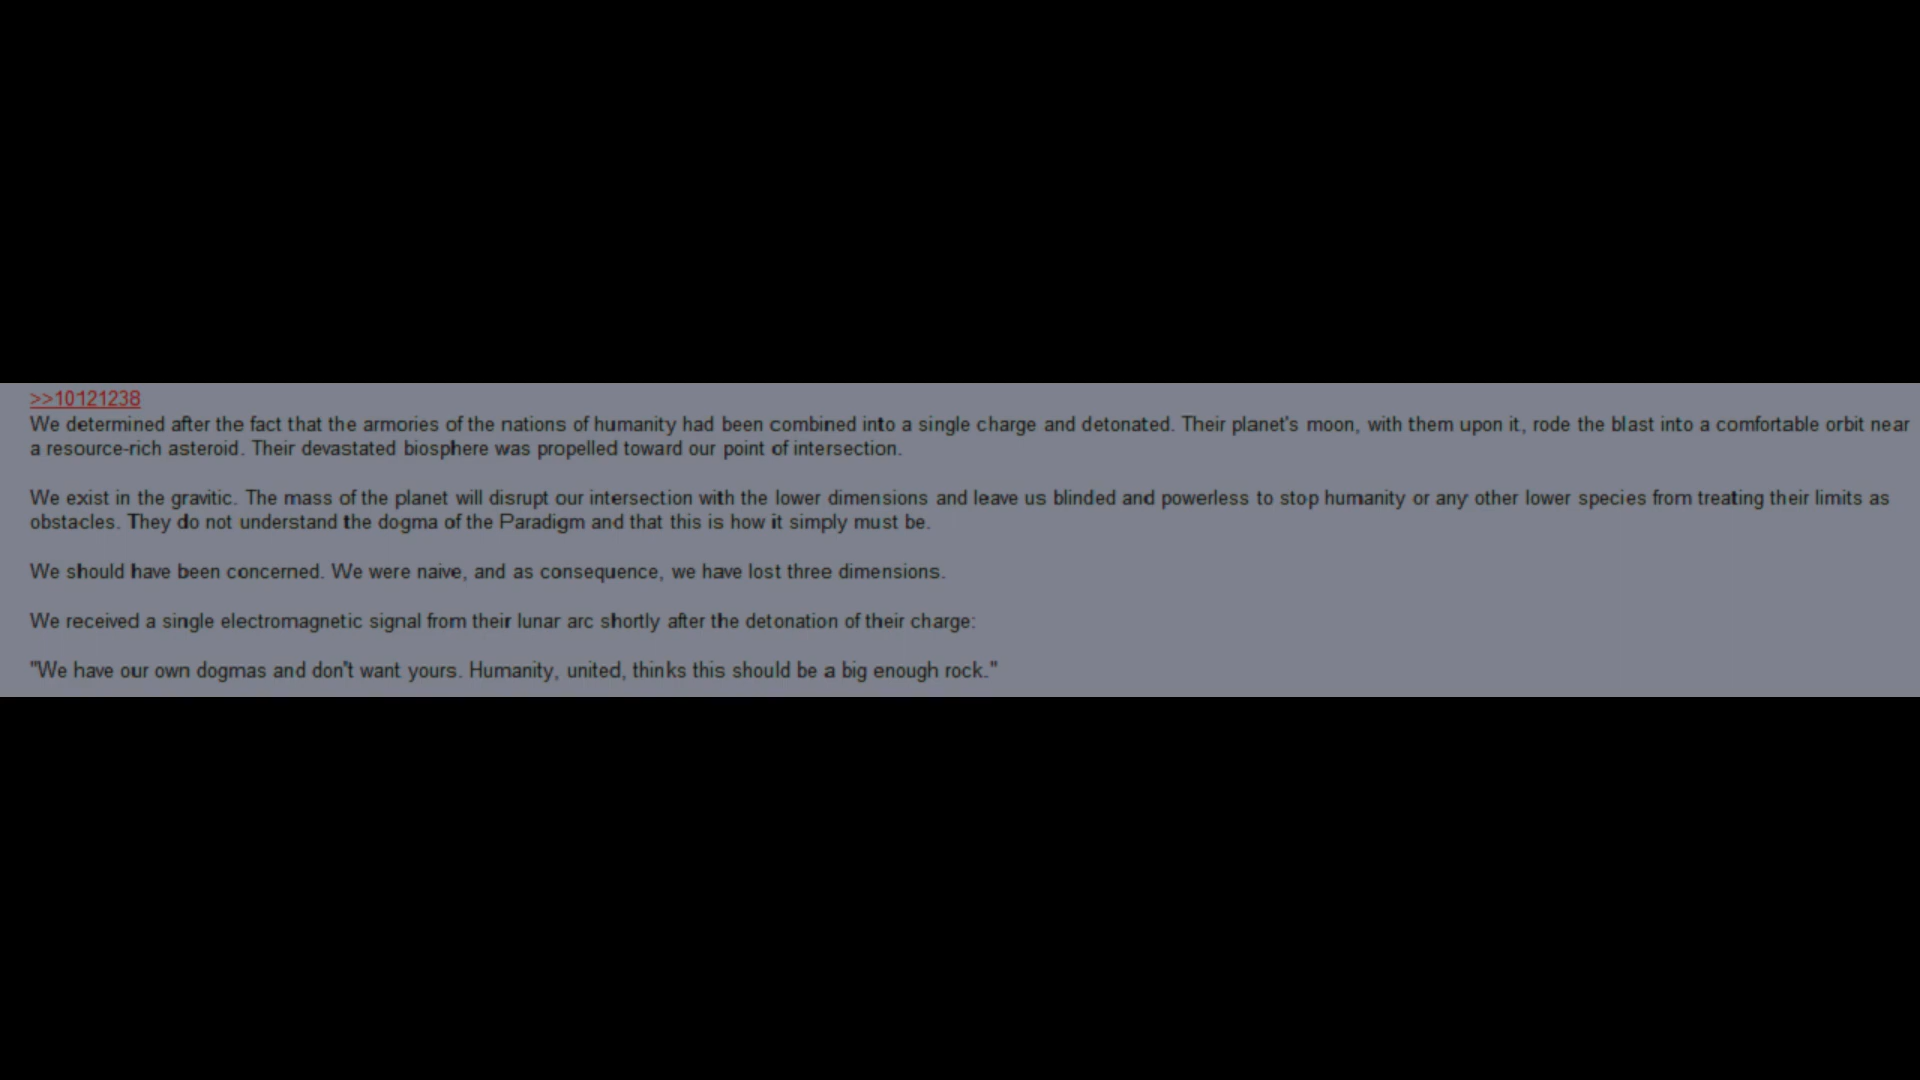 >>10121238
We determined after the fact that the armories of the nations of humanity had been combined into a single charge and detonated. Their planet's moon, with them upon it, rode the blast into a comfortable orbit near
a resource-rich asteroid. Their devastated biosphere was propelled toward our point of intersection.
We exist in the gravitic. The mass of the planet will disrupt our intersection with the lower dimensions and leave us blinded and powerless to stop humanity or any other lower species from treating their limits as
obstacles. They do not understand the dogma of the Paradigm and that this is how it simply must be.
We should have been concerned. We were naive, and as consequence, we have lost three dimensions.
We received a single electromagnetic signal from their lunar arc shortly after the detonation of their charge:
"We have our own dogmas and don't want yours. Humanity, united, thinks this should be a big enough rock."